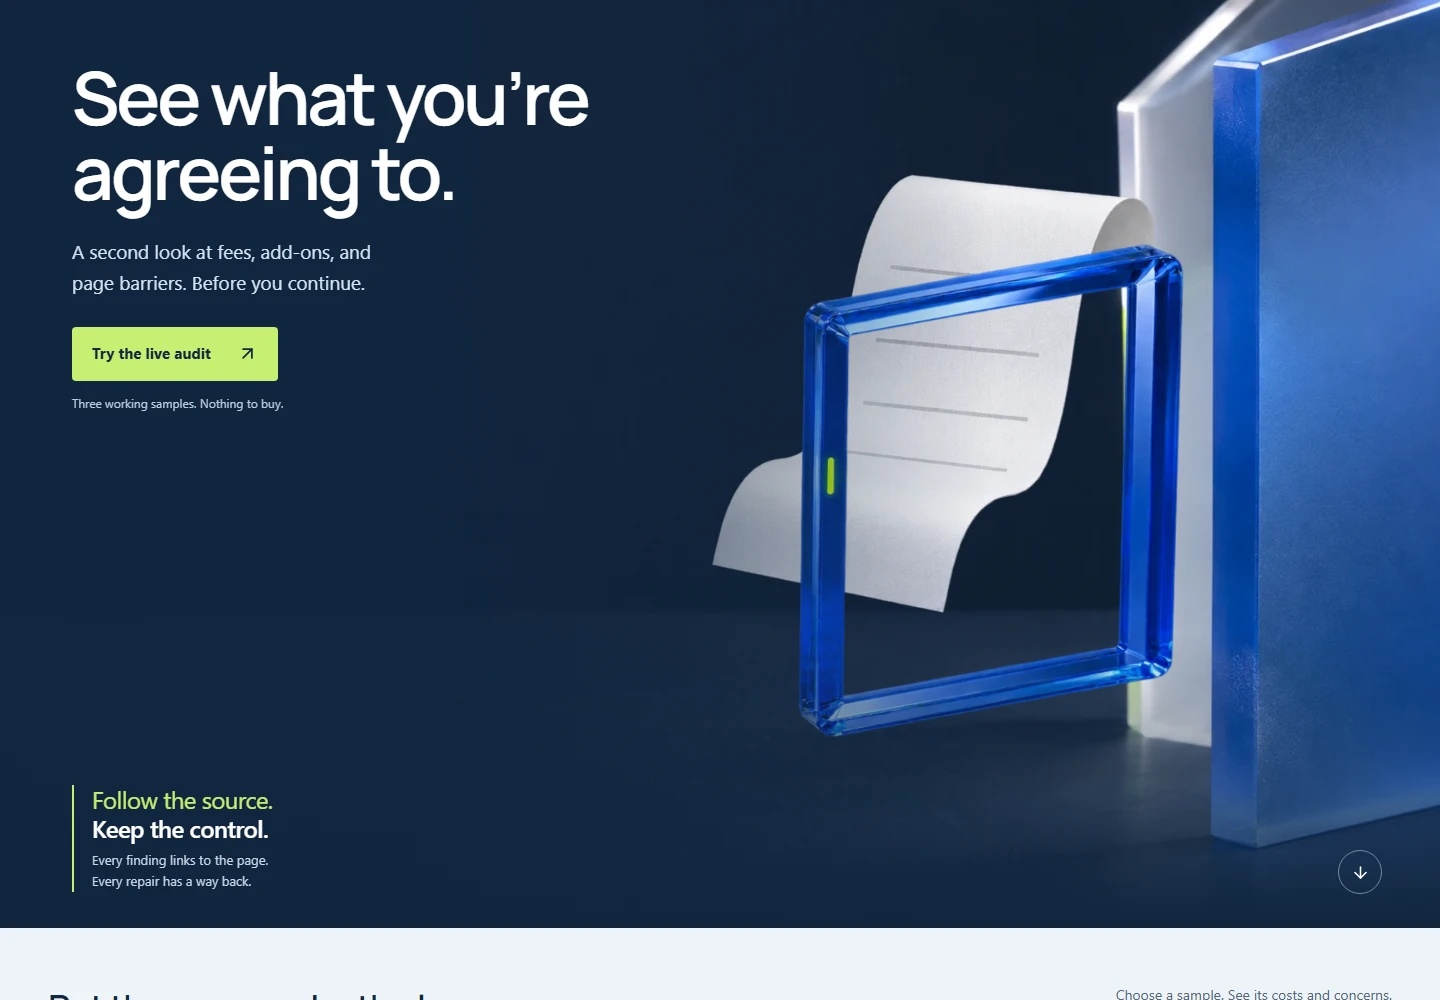 See what you’re
agreeing to.
A second look at fees, add-ons, and
page barriers. Before you continue.
Try the live audit
Three working samples. Nothing to buy.
Follow the source.
Keep the control.
Every finding links to the page.
Every repair has a way back.
Choose a sample. See its costs and concerns.